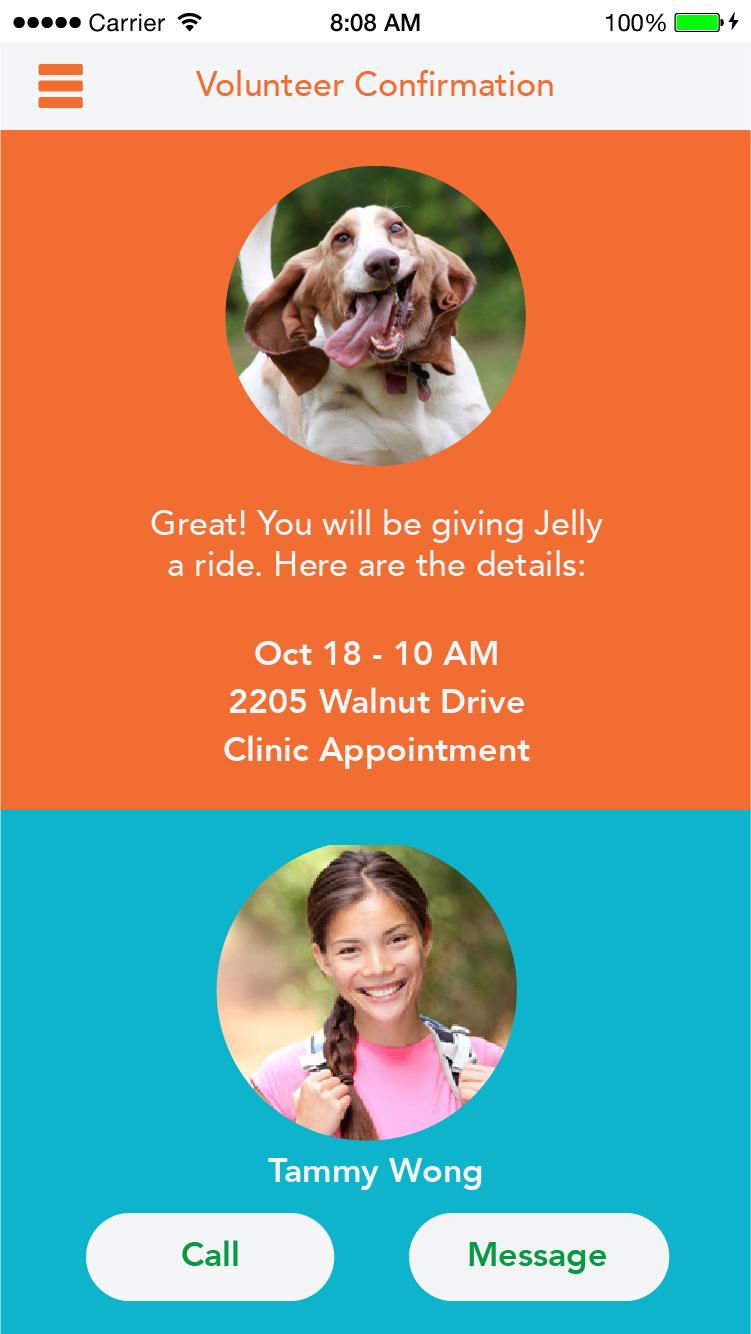 Carrier 8:08 AM 100%
Volunteer Confirmation
Great! You will be giving Jelly
a ride. Here are the details:
Oct 18 - 10 AM
2205 Walnut Drive
Clinic Appointment
Tammy Wong
Call Message